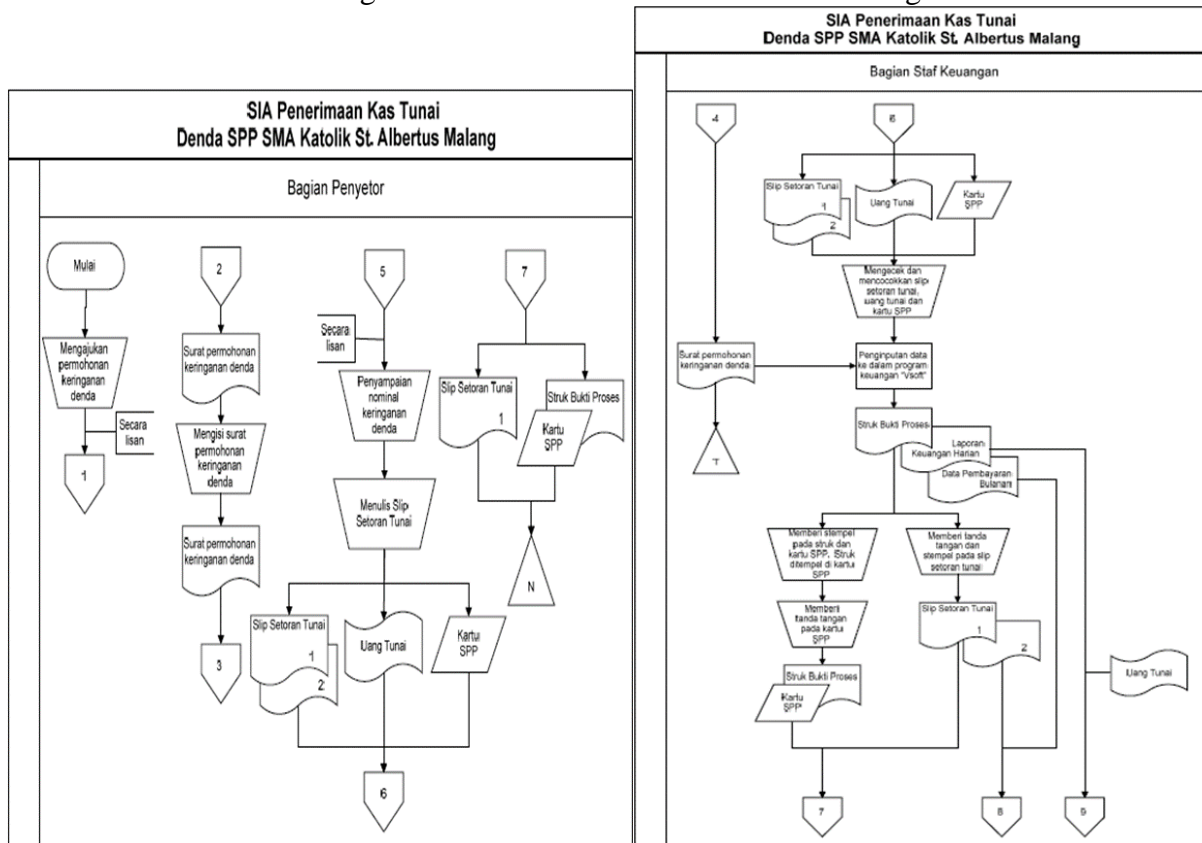 SIA Penerimaan Kas Tunai
Denda SPP SMA Katolik St. Albertus Malang
Bagian Penyetor
Mulai
Mengajukan
permohonan
keringanan
denda
Secara
lisan
1
2
Surat permohonan
keringanan denda
Mengisi surat
permohonan
keringanan
denda
Surat permohonan
keringanan denda
3
5
Secara
lisan
Penyampaian
nominal
keringanan
denda
Menulis Slip
Setoran Tunai
Slip Setoran Tunai
1
2
Uang Tunai
Kartu
SPP
6
7
Slip Setoran Tunai
1
Struk Bukti Proses
Kartu
SPP
N
SIA Penerimaan Kas Tunai
Denda SPP SMA Katolik St. Albertus Malang
Bagian Staf Keuangan
4
Surat permohonan
keringanan denda
T
6
Slip Setoran Tunai
1
2
Uang Tunai
Kartu
SPP
Mengecek dan
mencocokkan slip
setoran tunai,
uang tunai dan
kartu SPP
Penginputan data
ke dalam program
keuangan "Vsoft"
Struk Bukti Proses
Laporan
Keuangan Harian
Data Pembayaran
Bulanan
Memberi stempel
pada struk dan
kartu SPP. Struk
ditempel di kartu
SPP
Memberi tanda
tangan dan
stempel pada slip
setoran tunai
Memberi
tanda tangan
pada kartu
SPP
Slip Setoran Tunai
1
2
Struk Bukti Proses
Kartu
SPP
Uang Tunai
7
8
9